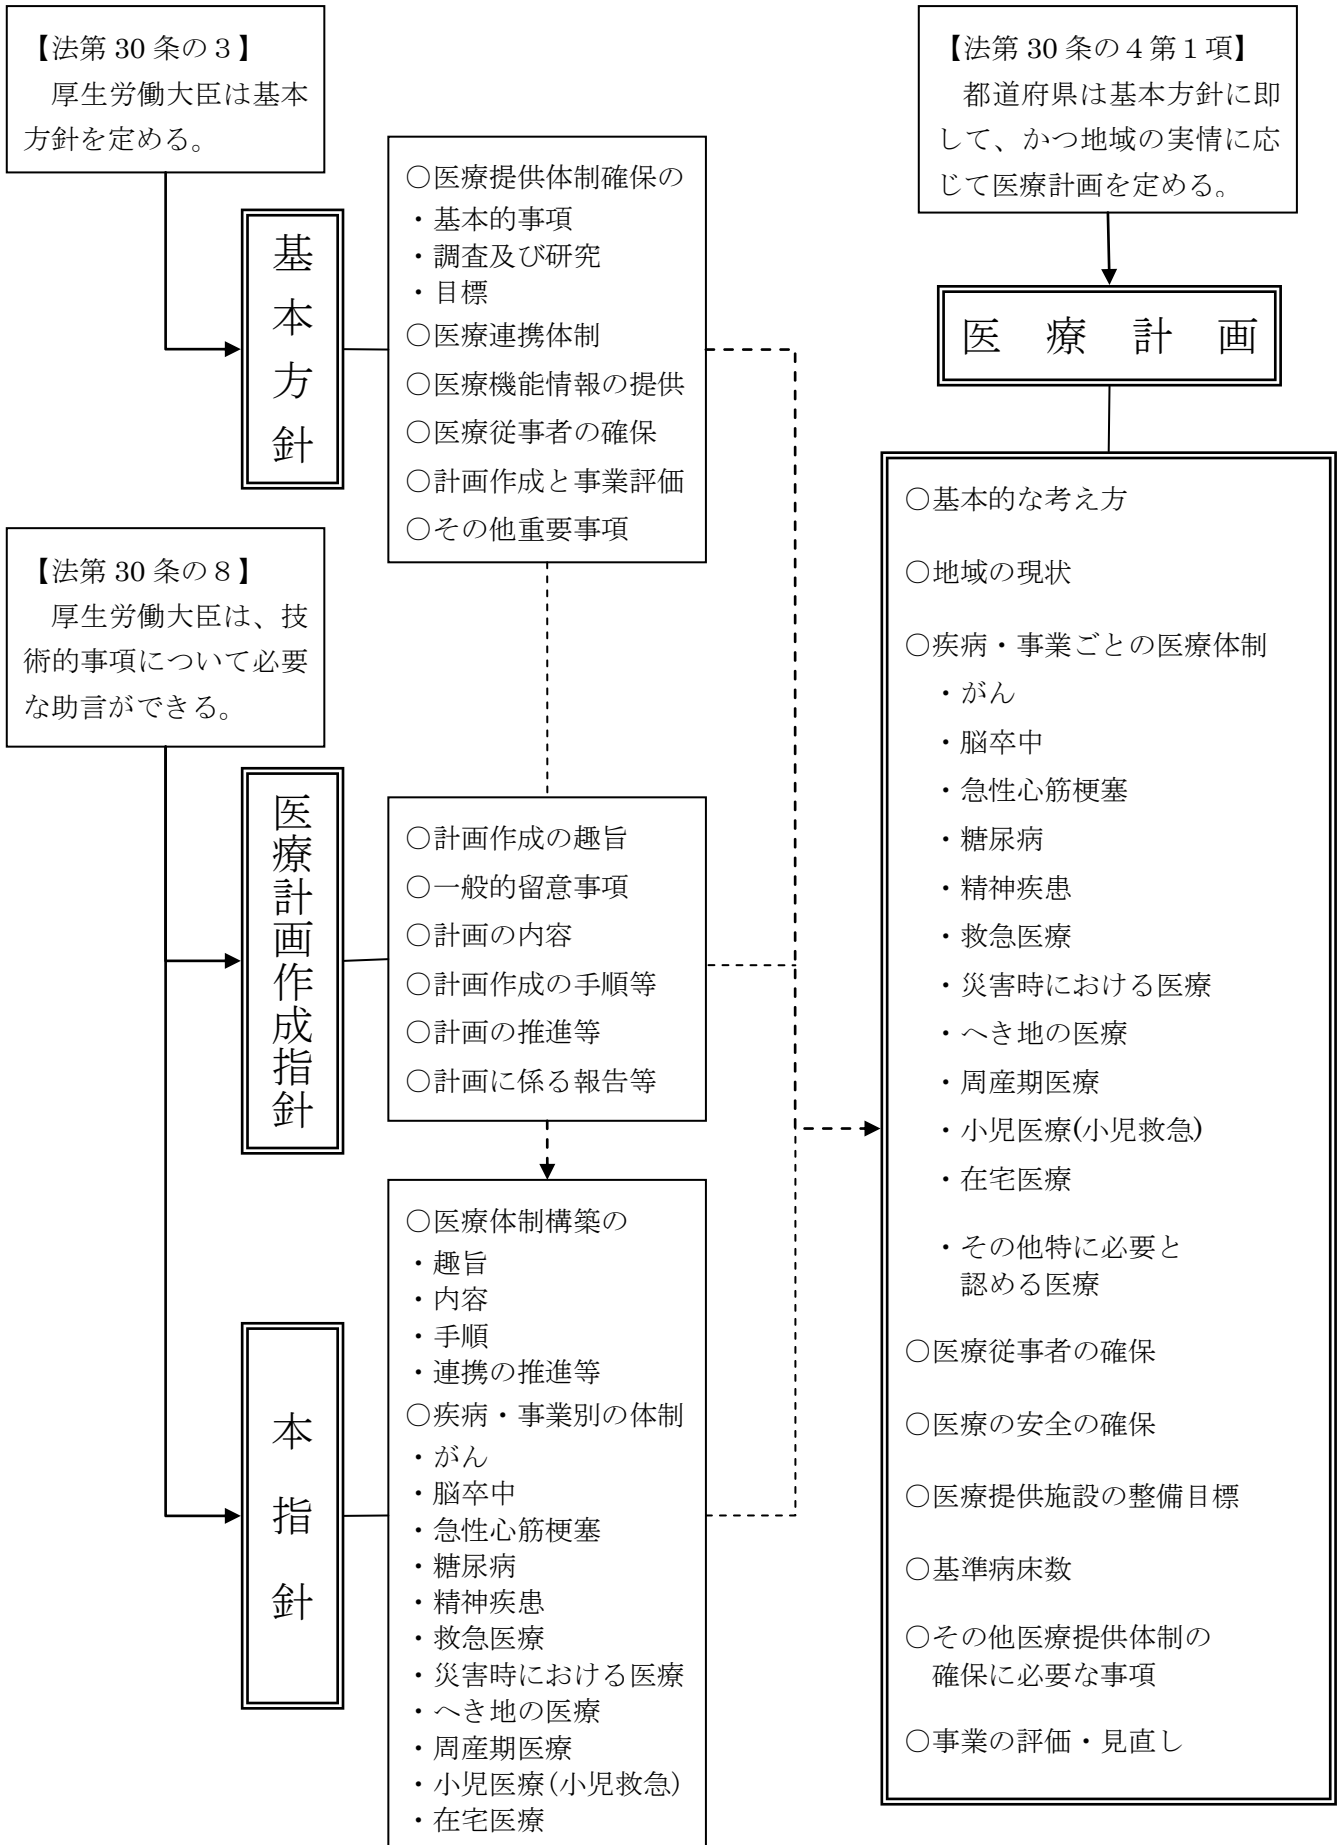 【法第 30 条の３】
厚生労働大臣は基本
方針を定める。
基本方針
○医療提供体制確保の
・基本的事項
・調査及び研究
・目標
○医療連携体制
○医療機能情報の提供
○医療従事者の確保
○計画作成と事業評価
○その他重要事項
【法第 30 条の８】
厚生労働大臣は、技
術的事項について必要
な助言ができる。
医療計画作成指針
○計画作成の趣旨
○一般的留意事項
○計画の内容
○計画作成の手順等
○計画の推進等
○計画に係る報告等
本指針
○医療体制構築の
・趣旨
・内容
・手順
・連携の推進等
○疾病・事業別の体制
・がん
・脳卒中
・急性心筋梗塞
・糖尿病
・精神疾患
・救急医療
・災害時における医療
・へき地の医療
・周産期医療
・小児医療(小児救急)
・在宅医療
【法第 30 条の４第１項】
都道府県は基本方針に即
して、かつ地域の実情に応
じて医療計画を定める。
医 療 計 画
○基本的な考え方
○地域の現状
○疾病・事業ごとの医療体制
・がん
・脳卒中
・急性心筋梗塞
・糖尿病
・精神疾患
・救急医療
・災害時における医療
・へき地の医療
・周産期医療
・小児医療(小児救急)
・在宅医療
・その他特に必要と
認める医療
○医療従事者の確保
○医療の安全の確保
○医療提供施設の整備目標
○基準病床数
○その他医療提供体制の
確保に必要な事項
○事業の評価・見直し